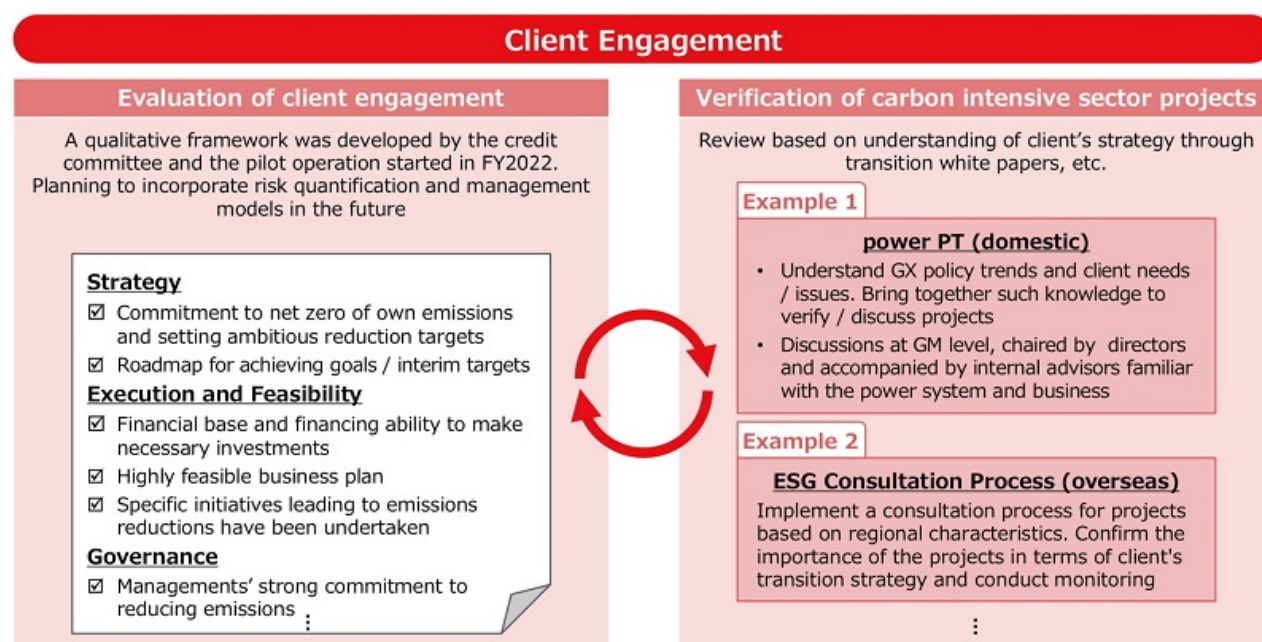 Client Engagement
Evaluation of client engagement
A qualitative framework was developed by the credit
committee and the pilot operation started in FY2022.
Planning to incorporate risk quantification and management
models in the future
Strategy
☑ Commitment to net zero of own emissions
and setting ambitious reduction targets
☑ Roadmap for achieving goals / interim targets
Execution and Feasibility
☑ Financial base and financing ability to make
necessary investments
☑ Highly feasible business plan
☑ Specific initiatives leading to emissions
reductions have been undertaken
Governance
☑ Managements’ strong commitment to
reducing emissions
⋮
Verification of carbon intensive sector projects
Review based on understanding of client’s strategy through
transition white papers, etc.
Example 1
power PT (domestic)
• Understand GX policy trends and client needs
/ issues. Bring together such knowledge to
verify / discuss projects
• Discussions at GM level, chaired by directors
and accompanied by internal advisors familiar
with the power system and business
Example 2
ESG Consultation Process (overseas)
Implement a consultation process for projects
based on regional characteristics. Confirm the
importance of the projects in terms of client's
transition strategy and conduct monitoring
⋮